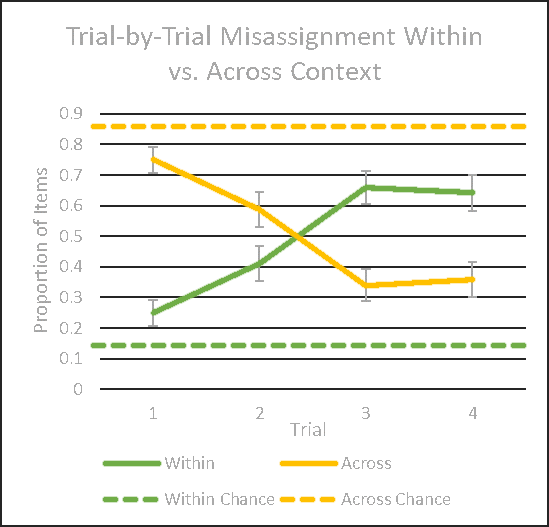 Trial-by-Trial Misassignment Within
vs. Across Context
Proportion of Items
0.9
0.8
0.7
0.6
0.5
0.4
0.3
0.2
0.1
0
1 2 3 4
Trial
Within Across
Within Chance Across Chance